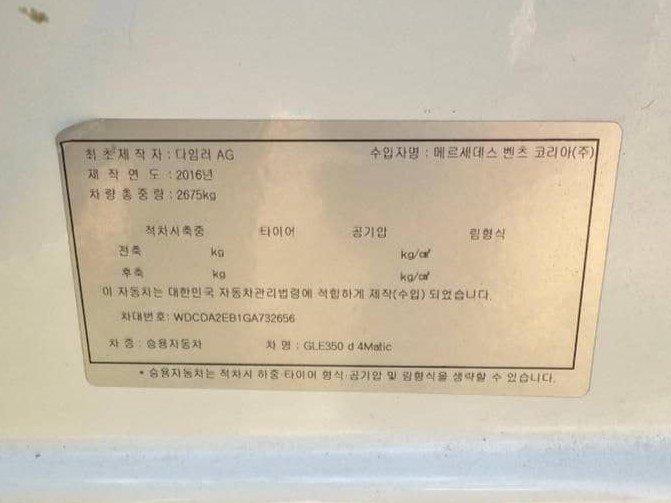 최초제작자 : 다임러 AG 수입자명 : 메르세데스 벤츠 코리아(주)
제작연도 : 2016년
차량총중량 : 2675kg
적차시축중 타이어 공기압 림형식
전축 kg kg/㎠
후축 kg kg/㎠
이 자동차는 대한민국 자동차관리법령에 적합하게 제작(수입) 되었습니다.
차대번호: WDCDA2EB1GA732656
차 종 : 승용자동차 차 명 : GLE350 d 4Matic
* 승용자동차는 적차시 하중·타이어 형식·공기압 및 림형식을 생략할 수 있습니다.